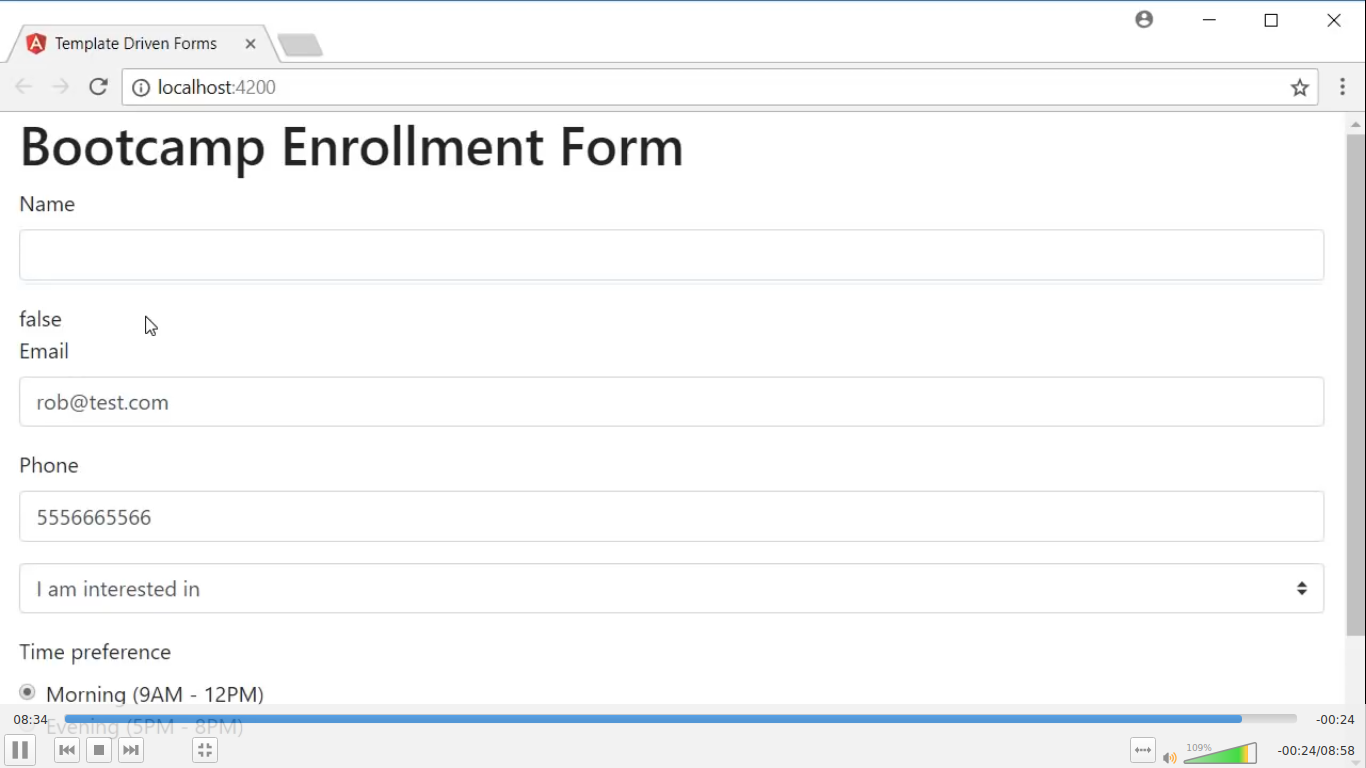 Template Driven Forms
localhost:4200
Bootcamp Enrollment Form
Name
false
Email
rob@test.com
Phone
5556665566
I am interested in
Time preference
Morning (9AM - 12PM)
Evening (5PM - 8PM)
08:34
-00:24
109%
-00:24/08:58